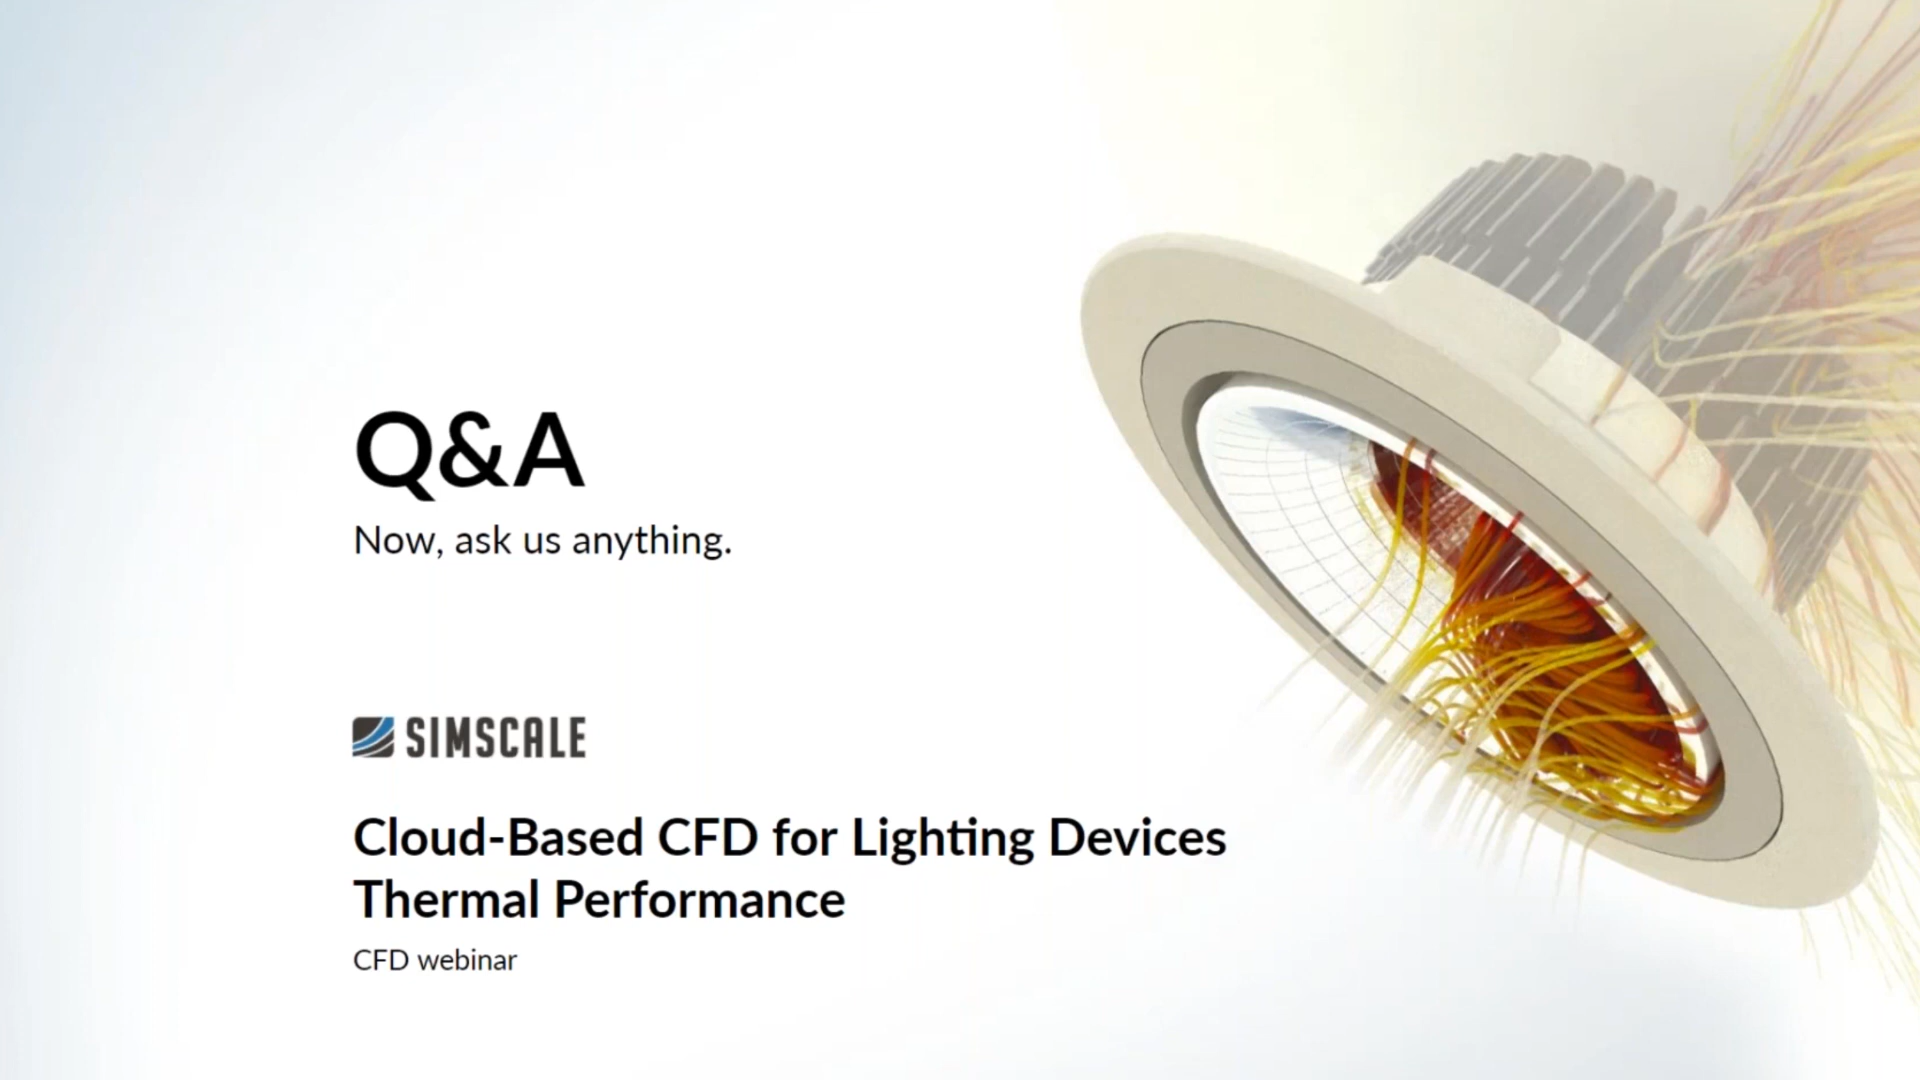 Q&A
Now, ask us anything.
SIMSCALE
Cloud-Based CFD for Lighting Devices
Thermal Performance
CFD webinar